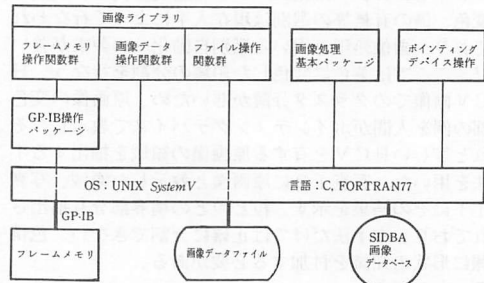 画像ライブラリ
フレームメモリ
操作関数群
画像データ
操作関数群
ファイル操作
関数群
画像処理
基本パッケージ
ポインティング
デバイス操作
GP-IB操作
パッケージ
OS：UNIX System V
言語：C, FORTRAN77
GP-IB
フレームメモリ
画像データファイル
SIDBA
画像
データベース